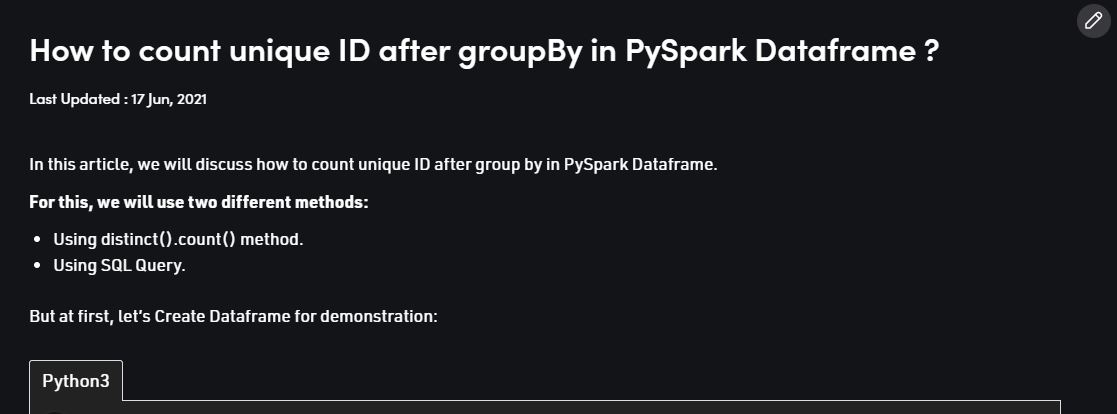 How to count unique ID after groupBy in PySpark Dataframe ?
Last Updated : 17 Jun, 2021
In this article, we will discuss how to count unique ID after group by in PySpark Dataframe.
For this, we will use two different methods:
• Using distinct().count() method.
• Using SQL Query.
But at first, let’s Create Dataframe for demonstration:
Python3